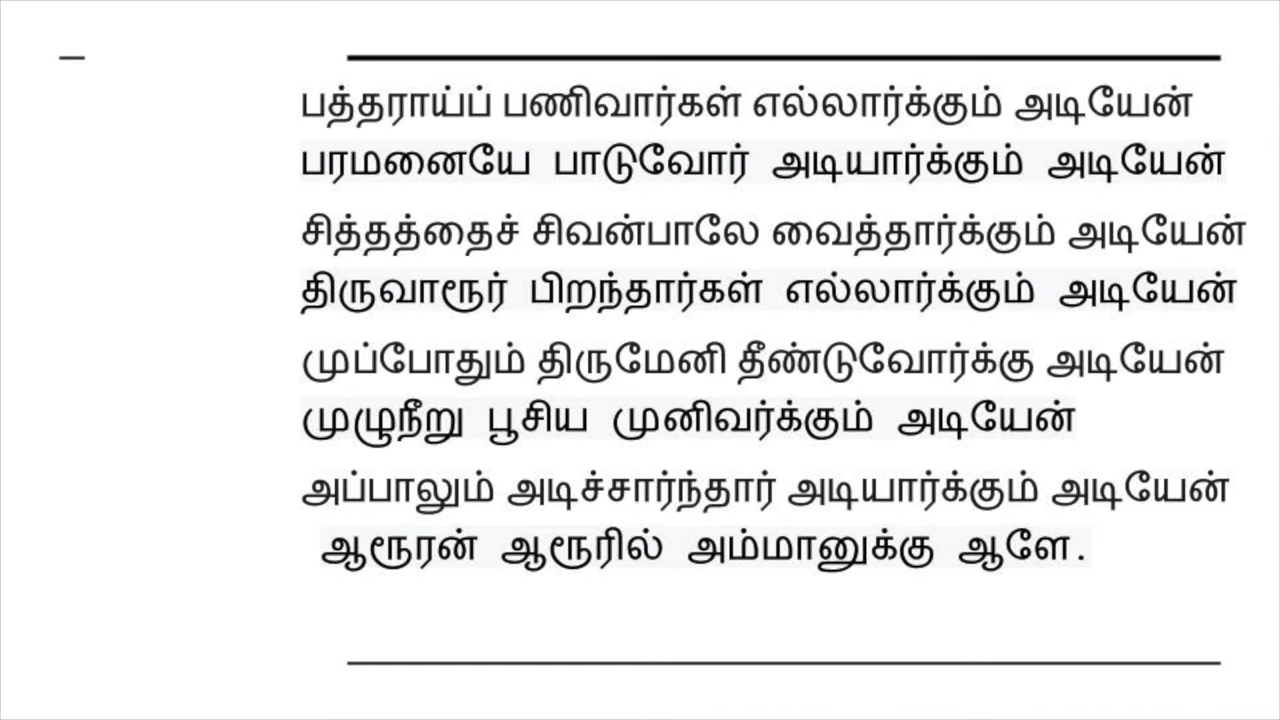 பத்தராய்ப் பணிவார்கள் எல்லார்க்கும் அடியேன்
பரமனையே பாடுவோர் அடியார்க்கும் அடியேன்
சித்தத்தைச் சிவன்பாலே வைத்தார்க்கும் அடியேன்
திருவாரூர் பிறந்தார்கள் எல்லார்க்கும் அடியேன்
முப்போதும் திருமேனி தீண்டுவோர்க்கு அடியேன்
முழுநீறு பூசிய முனிவர்க்கும் அடியேன்
அப்பாலும் அடிச்சார்ந்தார் அடியார்க்கும் அடியேன்
ஆரூரன் ஆரூரில் அம்மானுக்கு ஆளே.